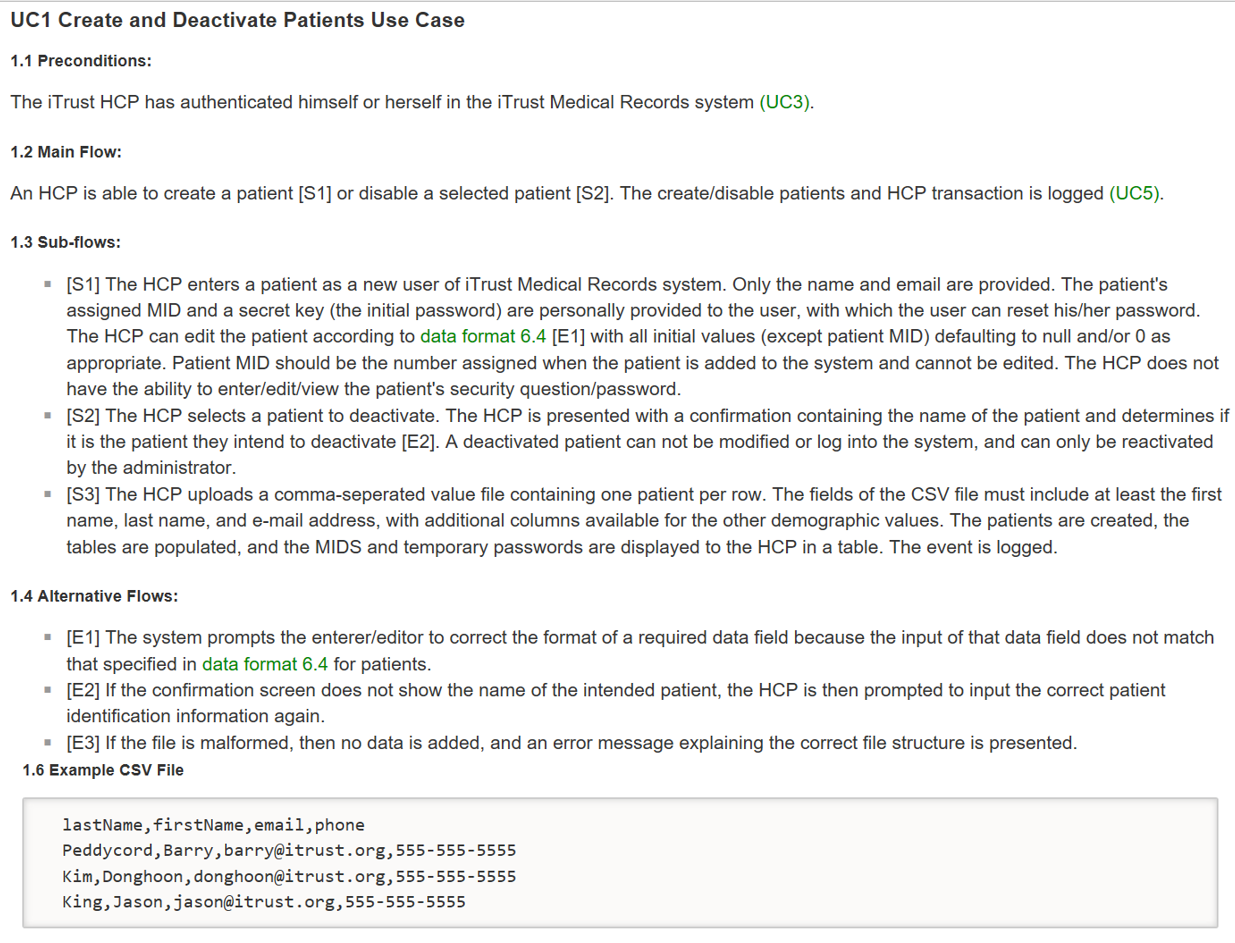 UC1 Create and Deactivate Patients Use Case
1.1 Preconditions:
The iTrust HCP has authenticated himself or herself in the iTrust Medical Records system (UC3).
1.2 Main Flow:
An HCP is able to create a patient [S1] or disable a selected patient [S2]. The create/disable patients and HCP transaction is logged (UC5).
1.3 Sub-flows:
[S1] The HCP enters a patient as a new user of iTrust Medical Records system. Only the name and email are provided. The patient's
assigned MID and a secret key (the initial password) are personally provided to the user, with which the user can reset his/her password.
The HCP can edit the patient according to data format 6.4 [E1] with all initial values (except patient MID) defaulting to null and/or 0 as
appropriate. Patient MID should be the number assigned when the patient is added to the system and cannot be edited. The HCP does not
have the ability to enter/edit/view the patient's security question/password.
[S2] The HCP selects a patient to deactivate. The HCP is presented with a confirmation containing the name of the patient and determines if
it is the patient they intend to deactivate [E2]. A deactivated patient can not be modified or log into the system, and can only be reactivated
by the administrator.
[S3] The HCP uploads a comma-seperated value file containing one patient per row. The fields of the CSV file must include at least the first
name, last name, and e-mail address, with additional columns available for the other demographic values. The patients are created, the
tables are populated, and the MIDS and temporary passwords are displayed to the HCP in a table. The event is logged.
1.4 Alternative Flows:
[E1] The system prompts the enterer/editor to correct the format of a required data field because the input of that data field does not match
that specified in data format 6.4 for patients.
[E2] If the confirmation screen does not show the name of the intended patient, the HCP is then prompted to input the correct patient
identification information again.
[E3] If the file is malformed, then no data is added, and an error message explaining the correct file structure is presented.
1.6 Example CSV File
lastName,firstName,email,phone
Peddycord,Barry,barry@itrust.org,555-555-5555
Kim,Donghoon,donghoon@itrust.org,555-555-5555
King,Jason,jason@itrust.org,555-555-5555